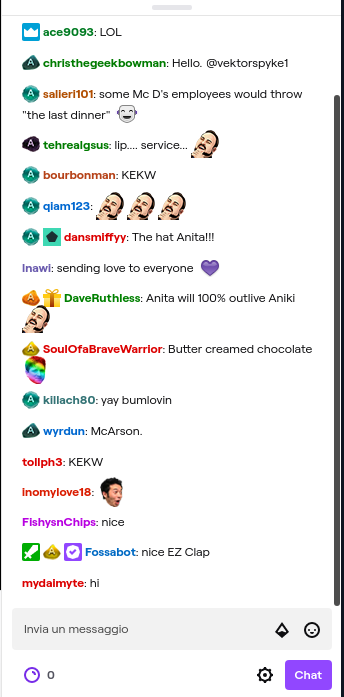 ace9093: LOL
christhegeekbowman: Hello. @vektorspyke1
salieri101: some Mc D's employees would throw
"the last dinner"
tehrealgsus: lip.... service...
bourbonman: KEKW
qiam123:
dansmiffyy: The hat Anita!!!
lnawi: sending love to everyone
DaveRuthless: Anita will 100% outlive Aniki
SoulOfaBraveWarrior: Butter creamed chocolate
killach80: yay bumlovin
wyrdun: McArson.
tollph3: KEKW
inomylove18:
FishysnChips: nice
Fossabot: nice EZ Clap
mydaimyte: hi
Invia un messaggio
0
Chat